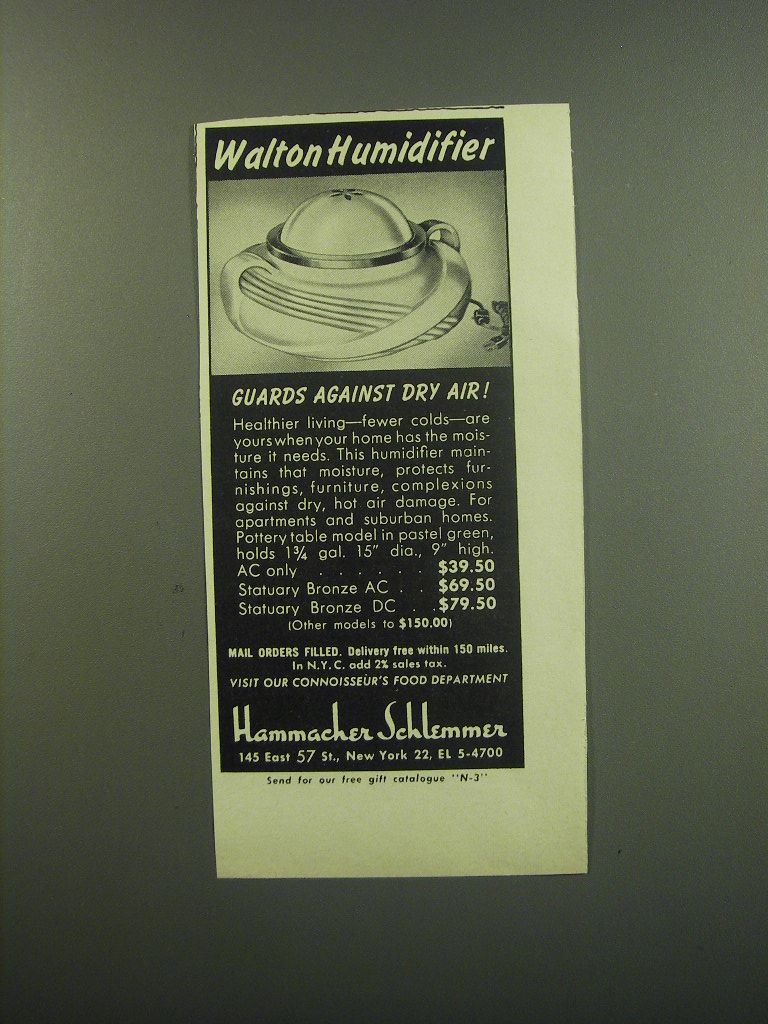 Walton Humidifier
GUARDS AGAINST DRY AIR!
Healthier living—fewer colds—are
yours when your home has the mois-
ture it needs. This humidifier main-
tains that moisture, protects fur-
nishings, furniture, complexions
against dry, hot air damage. For
apartments and suburban homes.
Pottery table model in pastel green,
holds 1¾ gal. 15" dia., 9" high.
AC only . . . . . . $39.50
Statuary Bronze AC . . $69.50
Statuary Bronze DC . . $79.50
(Other models to $150.00)
MAIL ORDERS FILLED. Delivery free within 150 miles.
In N.Y.C. add 2% sales tax.
VISIT OUR CONNOISSEUR'S FOOD DEPARTMENT
Hammacher Schlemmer
145 East 57 St., New York 22, EL 5-4700
Send for our free gift catalogue "N-3"